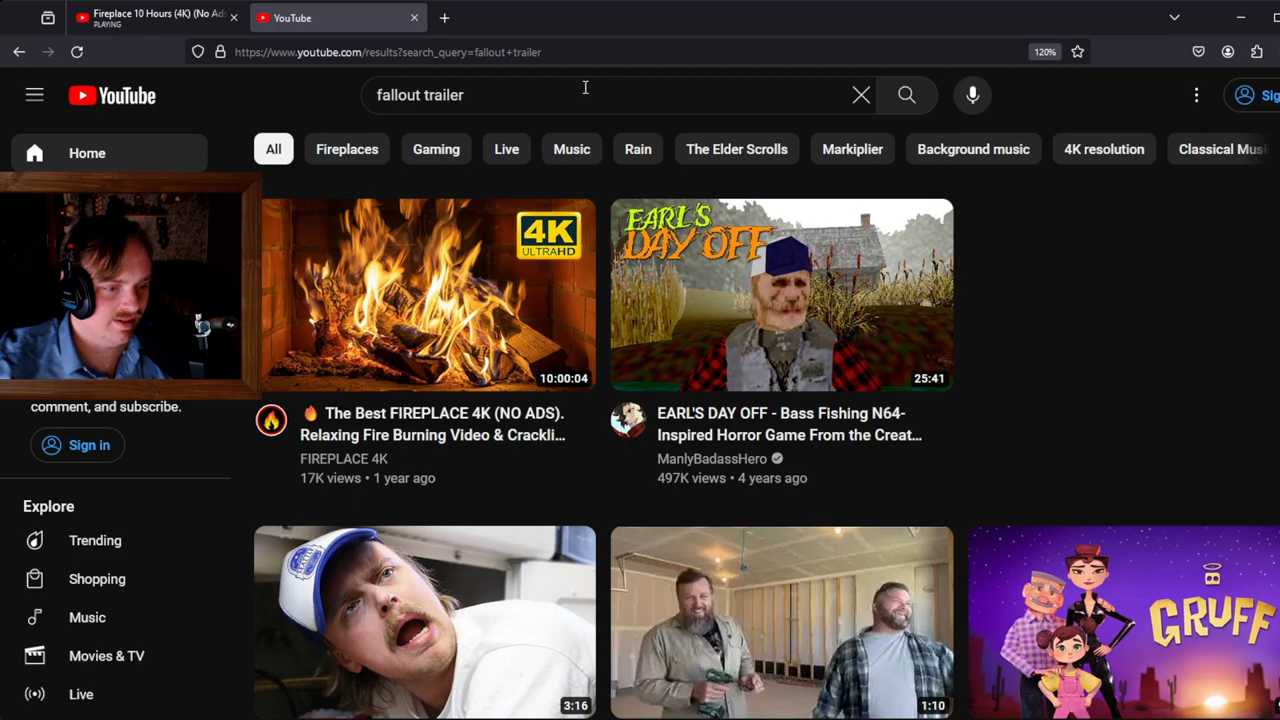 Fireplace 10 Hours (4K) (No Ads
PLAYING
YouTube
https://www.youtube.com/results?search_query=fallout+trailer
120%
YouTube
fallout trailer
Sig
Home
All
Fireplaces
Gaming
Live
Music
Rain
The Elder Scrolls
Markiplier
Background music
4K resolution
Classical Musi
4K
ULTRA HD
10:00:04
EARL'S
DAY OFF
25:41
comment, and subscribe.
Sign in
The Best FIREPLACE 4K (NO ADS).
Relaxing Fire Burning Video & Crackli...
FIREPLACE 4K
17K views • 1 year ago
EARL'S DAY OFF - Bass Fishing N64-
Inspired Horror Game From the Creat...
ManlyBadassHero
497K views • 4 years ago
Explore
Trending
Shopping
Music
Movies & TV
Live
3:16
1:10
GRUFF